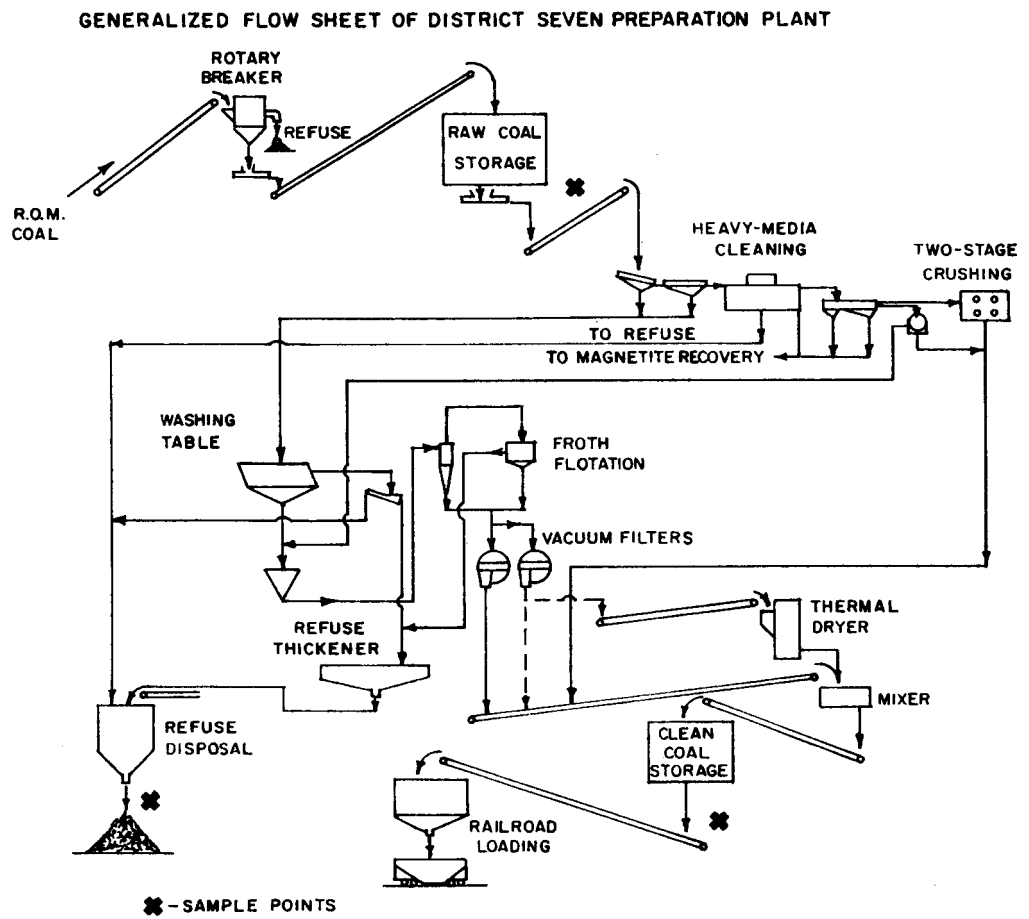 GENERALIZED FLOW SHEET OF DISTRICT SEVEN PREPARATION PLANT
ROTARY
BREAKER
REFUSE
RAW COAL
STORAGE
R.O.M.
COAL
HEAVY-MEDIA
CLEANING
TWO-STAGE
CRUSHING
TO REFUSE
TO MAGNETITE RECOVERY
WASHING
TABLE
FROTH
FLOTATION
VACUUM FILTERS
THERMAL
DRYER
REFUSE
THICKENER
MIXER
REFUSE
DISPOSAL
CLEAN
COAL
STORAGE
RAILROAD
LOADING
✖-SAMPLE POINTS